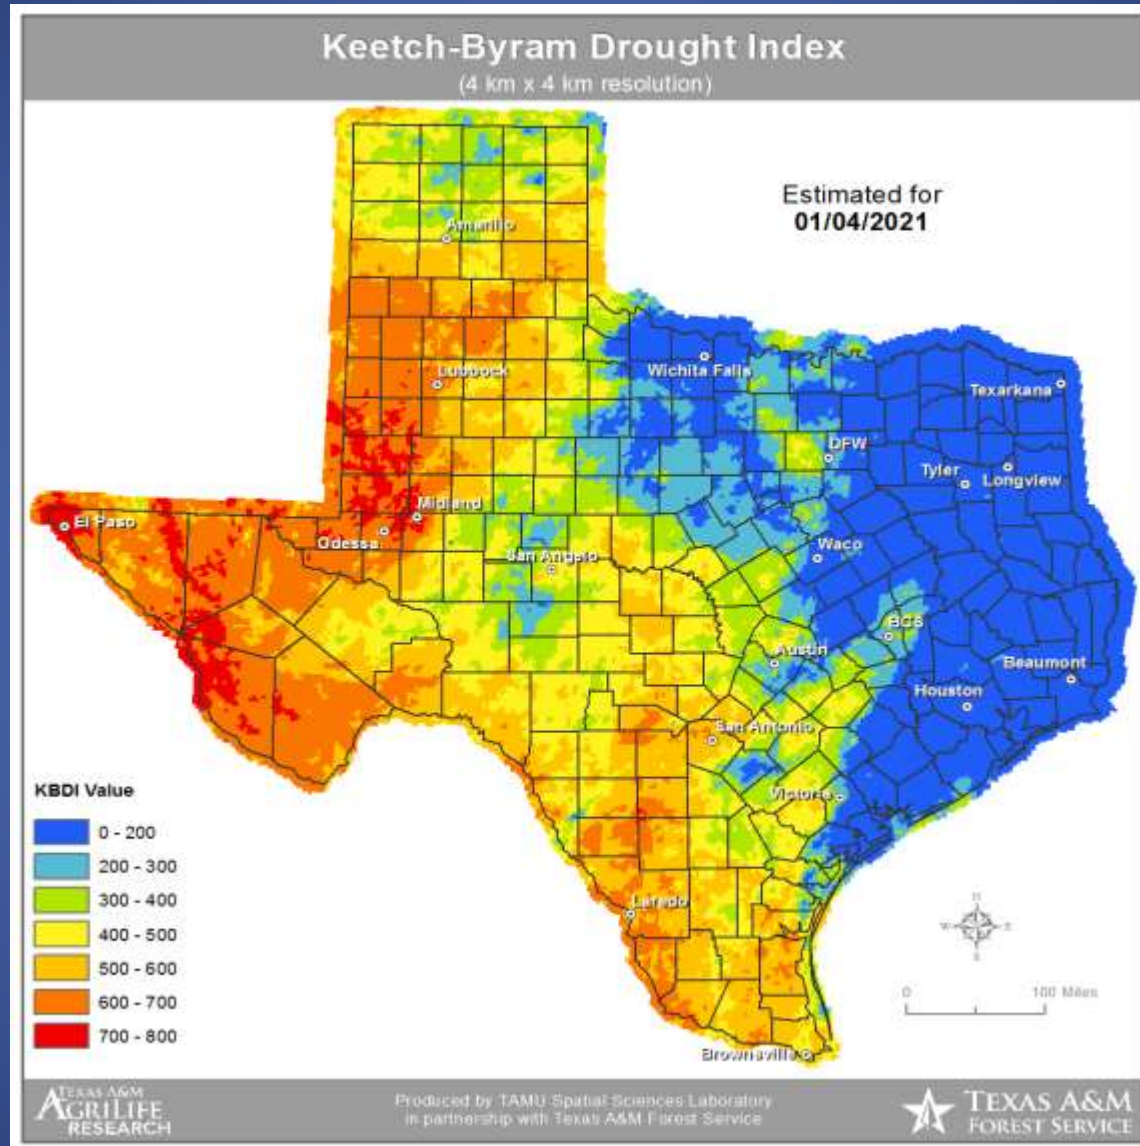 Keetch-Byram Drought Index
(4 km x 4 km resolution)
Estimated for
01/04/2021
Amarillo
Wichita Falls
Lubbock
Texarkana
DFW
Tyler
Longview
Midland
El Paso
Odessa
San Angelo
Waco
BCS
Austin
Beaumont
Houston
San Antonio
Victoria
KBDI Value
0 - 200
200 - 300
300 - 400
400 - 500
500 - 600
600 - 700
700 - 800
Laredo
N
W E
S
0 100 Miles
Brownsville
TEXAS A&M
AGRILIFE
RESEARCH
Produced by TAMU Spatial Sciences Laboratory
in partnership with Texas A&M Forest Service
TEXAS A&M
FOREST SERVICE